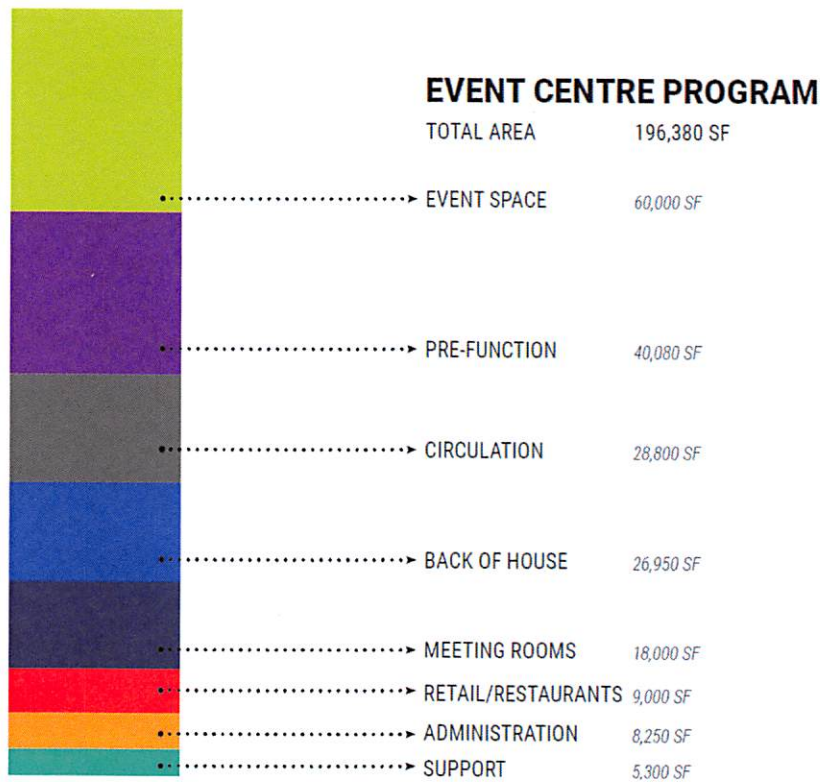 EVENT CENTRE PROGRAM
TOTAL AREA 196,380 SF
EVENT SPACE 60,000 SF
PRE-FUNCTION 40,080 SF
CIRCULATION 28,800 SF
BACK OF HOUSE 26,950 SF
MEETING ROOMS 18,000 SF
RETAIL/RESTAURANTS 9,000 SF
ADMINISTRATION 8,250 SF
SUPPORT 5,300 SF